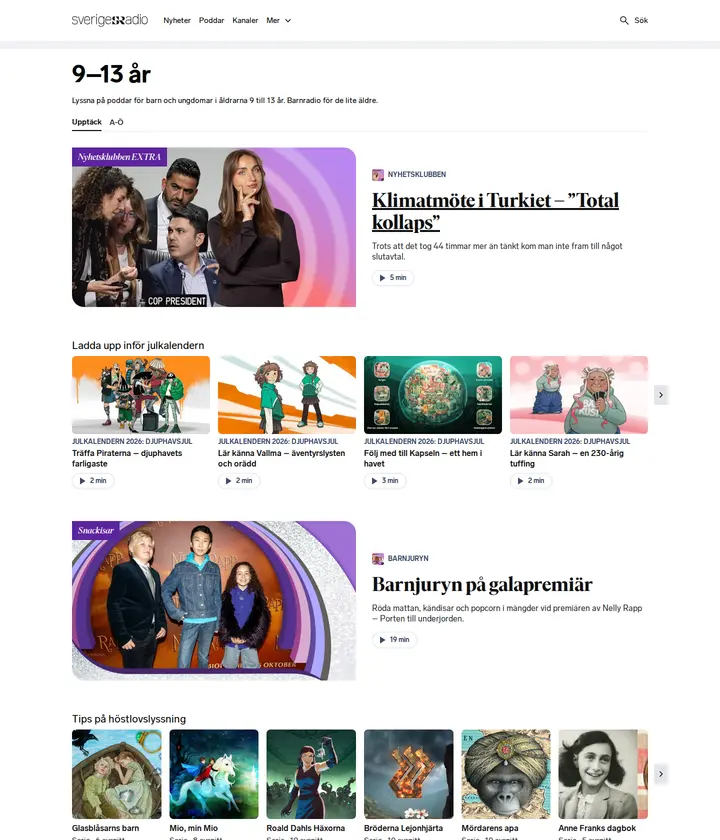 sverigesRadio
Nyheter
Poddar
Kanaler
Mer
Sök
9–13 år
Lyssna på poddar för barn och ungdomar i åldrarna 9 till 13 år. Barnradio för de lite äldre.
Upptäck
A-Ö
Nyhetsklubben EXTRA
COP PRESIDENT
NYHETSKLUBBEN
Klimatmöte i Turkiet – ”Total
kollaps”
Trots att det tog 44 timmar mer än tänkt kom man inte fram till något
slutavtal.
5 min
Ladda upp inför julkalendern
JULKALENDERN 2026: DJUPHAVSJUL
Träffa Piraterna – djuphavets
farligaste
2 min
JULKALENDERN 2026: DJUPHAVSJUL
Lär känna Vallma – äventyrslysten
och orädd
2 min
JULKALENDERN 2026: DJUPHAVSJUL
Följ med till Kapseln – ett hem i
havet
3 min
JULKALENDERN 2026: DJUPHAVSJUL
Lär känna Sarah – en 230-årig
tuffing
2 min
Snackisar
OKTOBER
BARNJURYN
Barnjuryn på galapremiär
Röda mattan, kändisar och popcorn i mängder vid premiären av Nelly Rapp
– Porten till underjorden.
19 min
Tips på höstlovslyssning
Glasblåsarns barn
Mio, min Mio
Roald Dahls Häxorna
Bröderna Lejonhjärta
Mördarens apa
Anne Franks dagbok